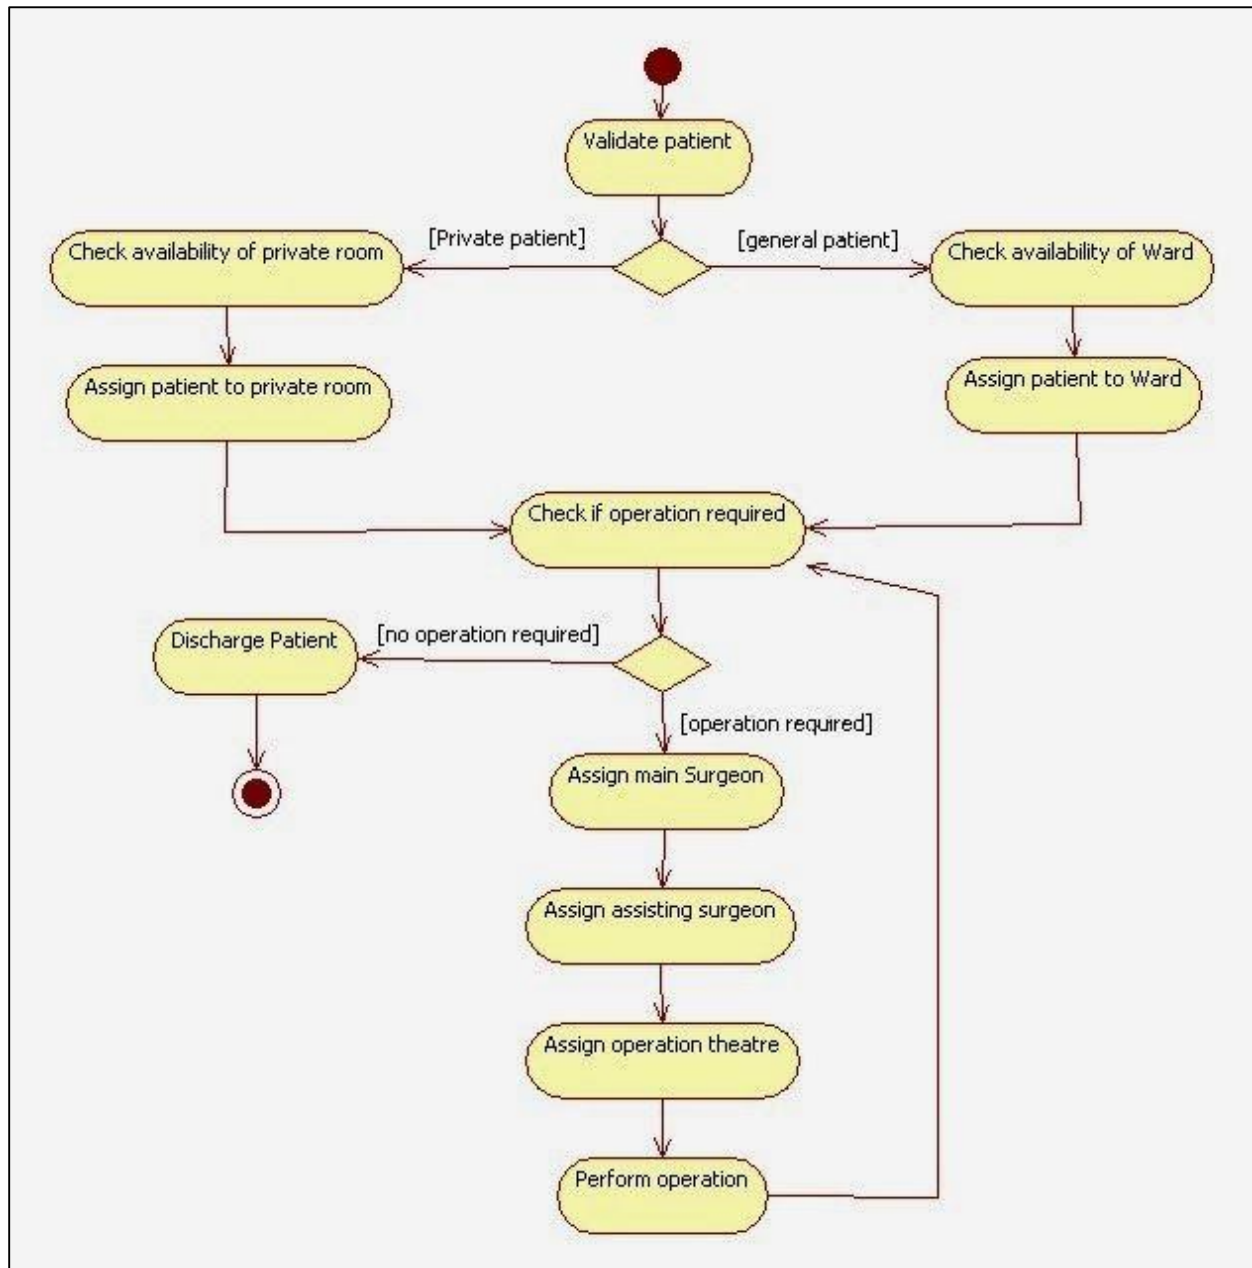 Validate patient
[Private patient]
[general patient]
Check availability of private room
Check availability of Ward
Assign patient to private room
Assign patient to Ward
Check if operation required
Discharge Patient
[no operation required]
[operation required]
Assign main Surgeon
Assign assisting surgeon
Assign operation theatre
Perform operation